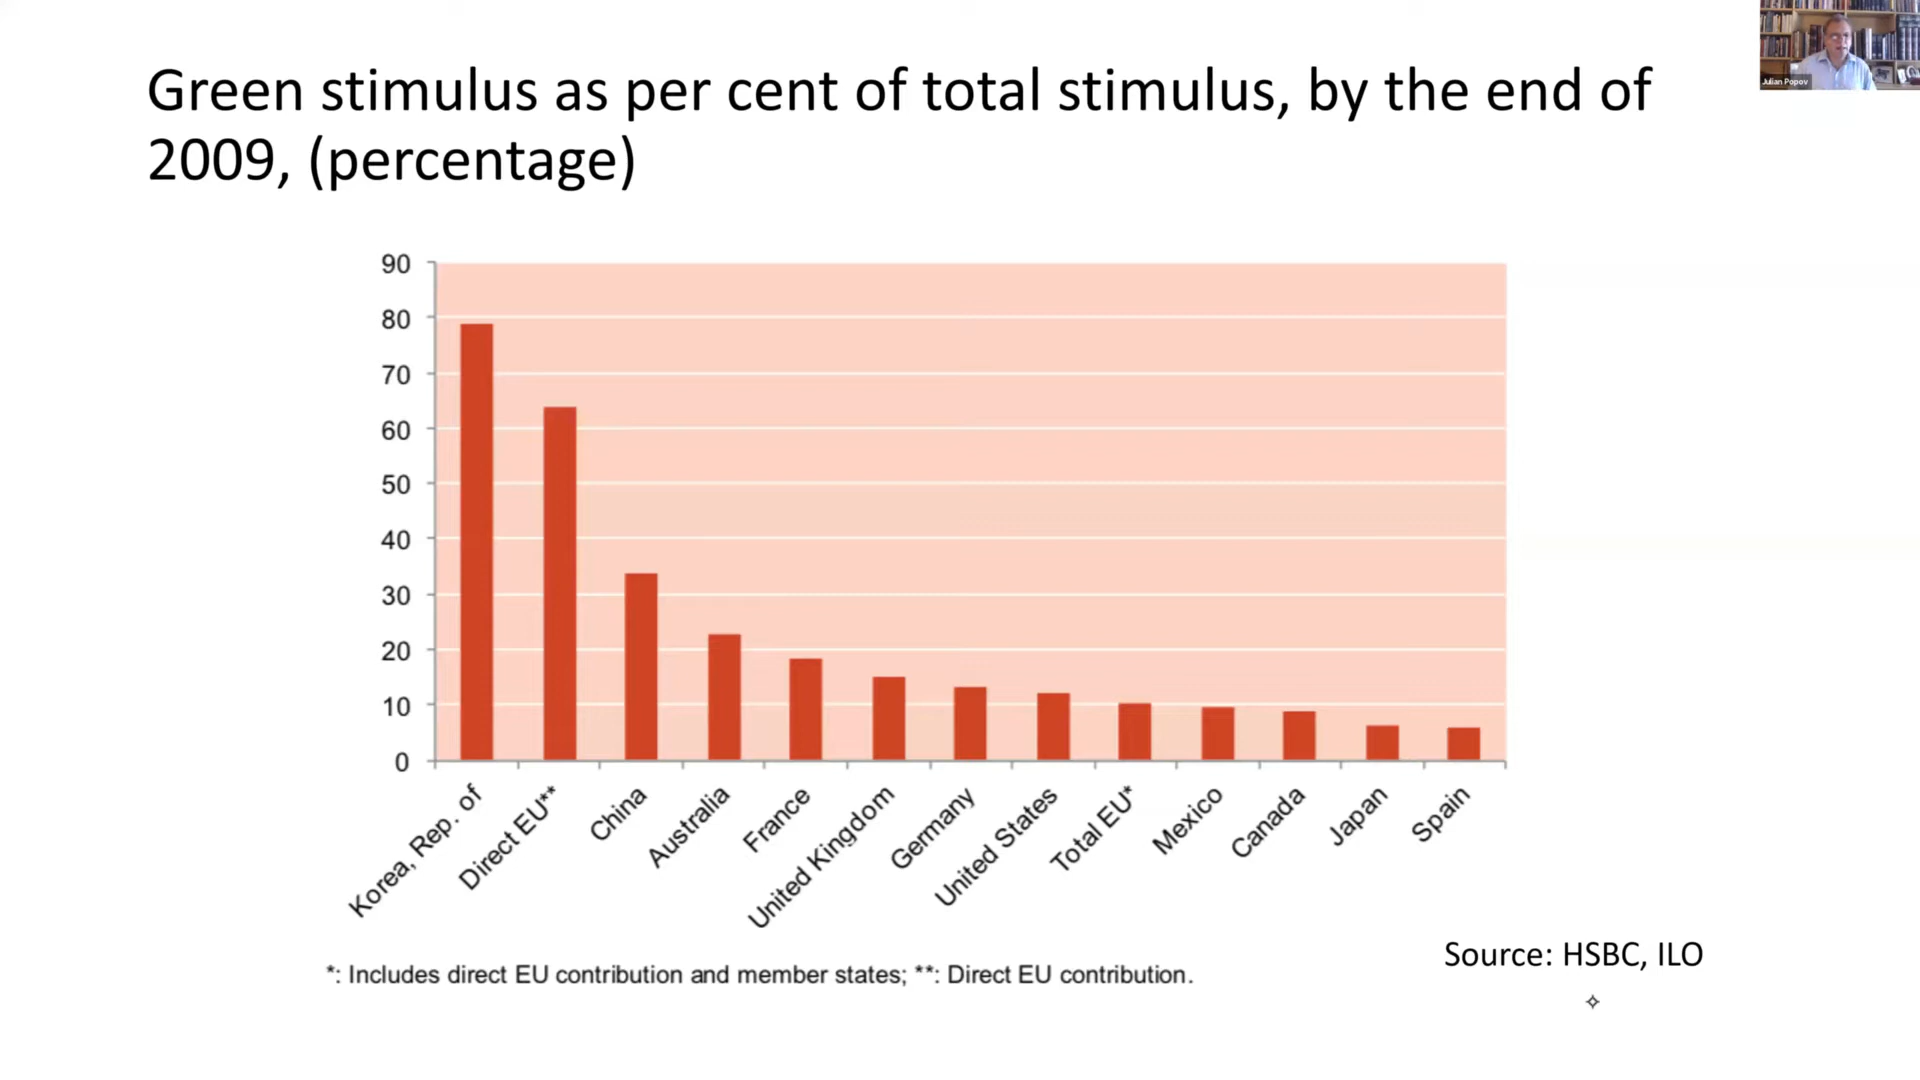 Green stimulus as per cent of total stimulus, by the end of
2009, (percentage)
Julian Popov
90
80
70
60
50
40
30
20
10
0
Korea, Rep. of
Direct EU**
China
Australia
France
United Kingdom
Germany
United States
Total EU*
Mexico
Canada
Japan
Spain
*: Includes direct EU contribution and member states; **: Direct EU contribution.
Source: HSBC, ILO